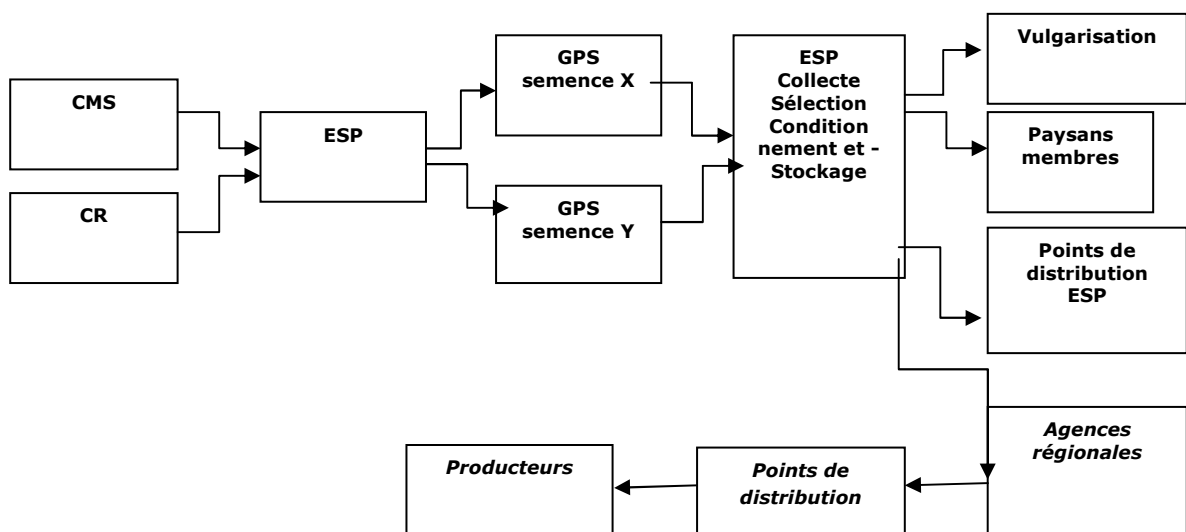 CMS
CR
ESP
GPS
semence X
GPS
semence Y
ESP
Collecte
Sélection
Condition
nement et -
Stockage
Vulgarisation
Paysans
membres
Points de
distribution
ESP
Agences
régionales
Points de
distribution
Producteurs